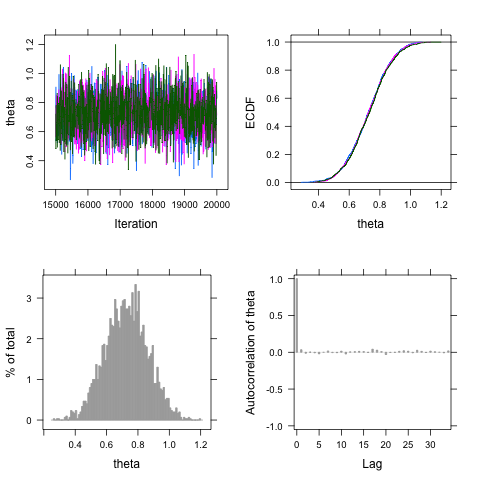 theta
1.2
1.0
0.8
0.6
0.4
15000 16000 17000 18000 19000 20000
Iteration
ECDF
1.0
0.8
0.6
0.4
0.2
0.0
0.4 0.6 0.8 1.0 1.2
theta
% of total
3
2
1
0
0.4 0.6 0.8 1.0 1.2
theta
Autocorrelation of theta
1.0
0.5
0.0
-0.5
-1.0
0 5 10 15 20 25 30
Lag